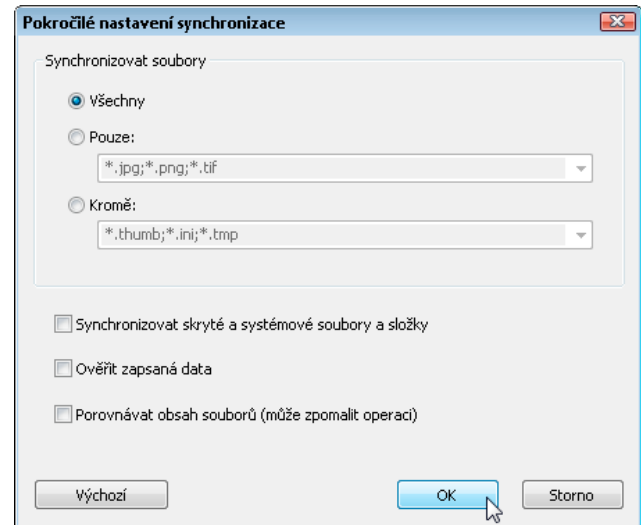 Pokročilé nastavení synchronizace
Synchronizovat soubory
Všechny
Pouze:
*.jpg;*.png;*.tif
Kromě:
*.thumb;*.ini;*.tmp
Synchronizovat skryté a systémové soubory a složky
Ověřit zapsaná data
Porovnávat obsah souborů (může zpomalit operaci)
Výchozí OK Storno